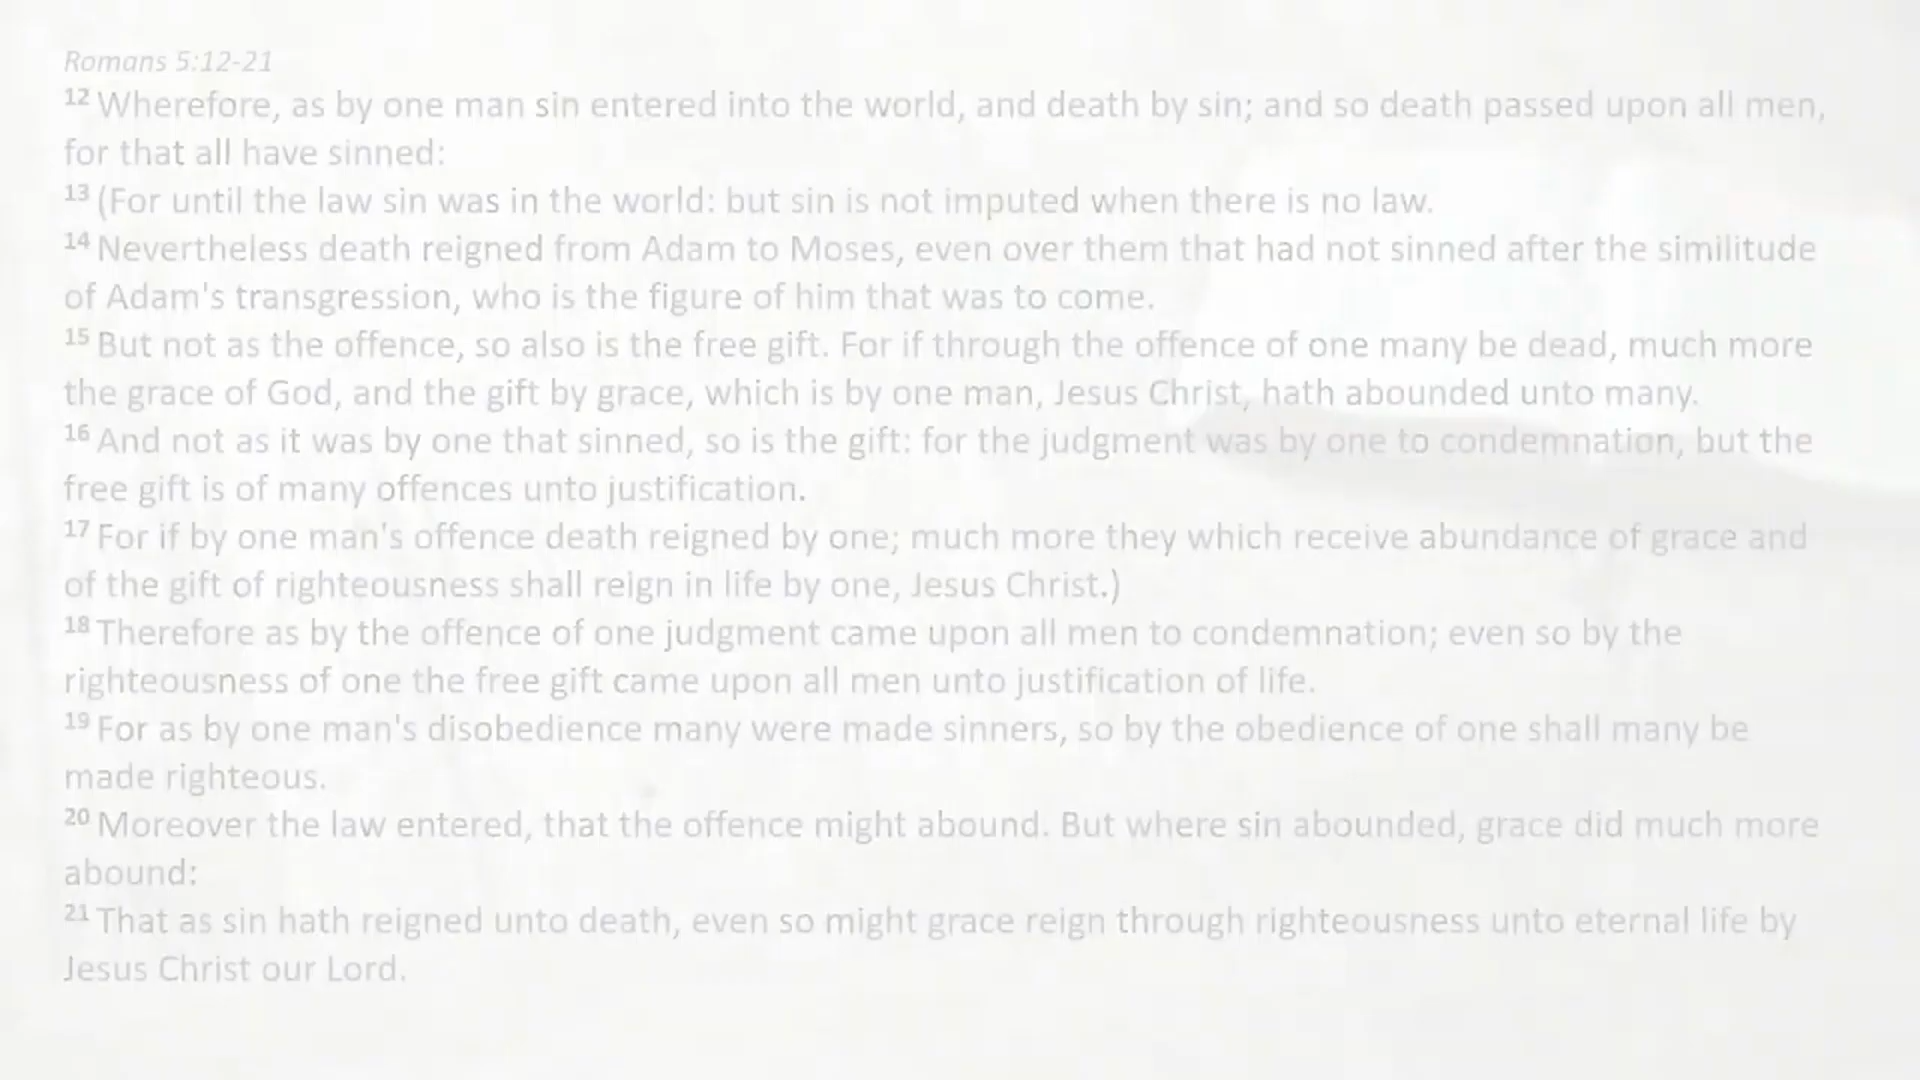 Romans 5:12-21
12 Wherefore, as by one man sin entered into the world, and death by sin; and so death passed upon all men,
for that all have sinned:
13 (For until the law sin was in the world: but sin is not imputed when there is no law.
14 Nevertheless death reigned from Adam to Moses, even over them that had not sinned after the similitude
of Adam's transgression, who is the figure of him that was to come.
15 But not as the offence, so also is the free gift. For if through the offence of one many be dead, much more
the grace of God, and the gift by grace, which is by one man, Jesus Christ, hath abounded unto many.
16 And not as it was by one that sinned, so is the gift: for the judgment was by one to condemnation, but the
free gift is of many offences unto justification.
17 For if by one man's offence death reigned by one; much more they which receive abundance of grace and
of the gift of righteousness shall reign in life by one, Jesus Christ.)
18 Therefore as by the offence of one judgment came upon all men to condemnation; even so by the
righteousness of one the free gift came upon all men unto justification of life.
19 For as by one man's disobedience many were made sinners, so by the obedience of one shall many be
made righteous.
20 Moreover the law entered, that the offence might abound. But where sin abounded, grace did much more
abound:
21 That as sin hath reigned unto death, even so might grace reign through righteousness unto eternal life by
Jesus Christ our Lord.